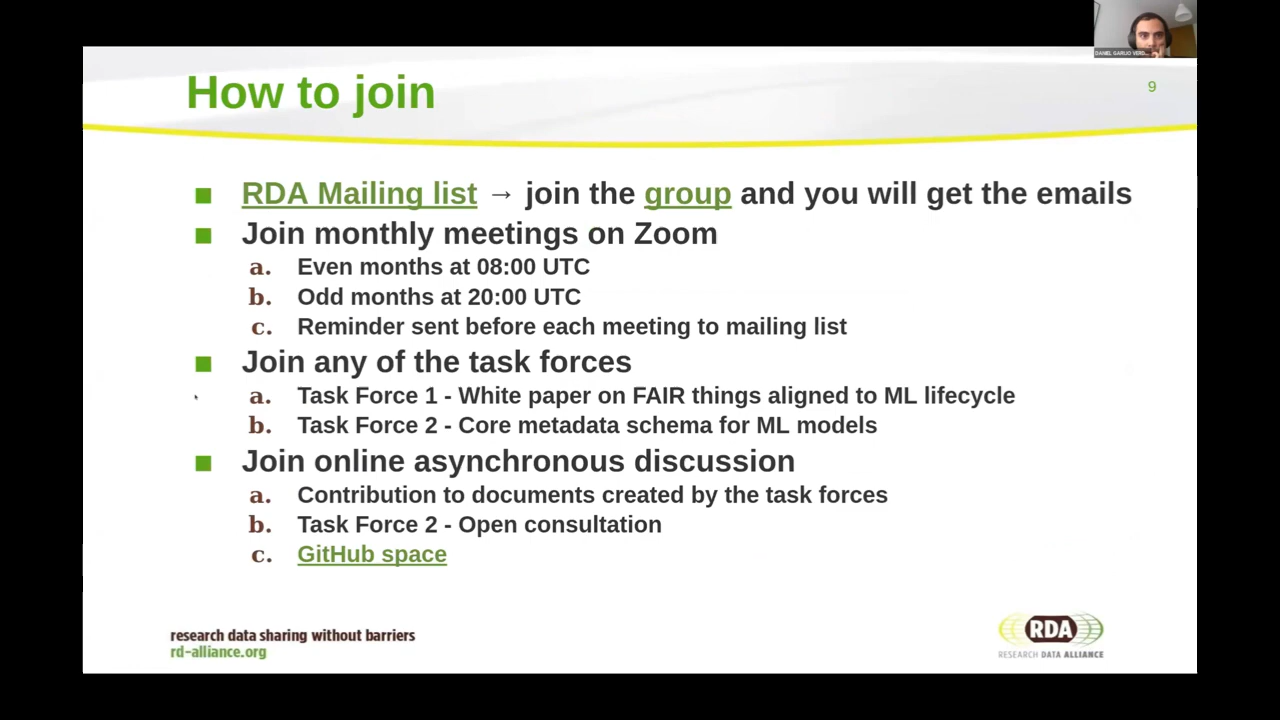 DANIEL GARIJO VERD...
How to join
9
■ RDA Mailing list → join the group and you will get the emails
■ Join monthly meetings on Zoom
a. Even months at 08:00 UTC
b. Odd months at 20:00 UTC
c. Reminder sent before each meeting to mailing list
■ Join any of the task forces
a. Task Force 1 - White paper on FAIR things aligned to ML lifecycle
b. Task Force 2 - Core metadata schema for ML models
■ Join online asynchronous discussion
a. Contribution to documents created by the task forces
b. Task Force 2 - Open consultation
c. GitHub space
research data sharing without barriers
rd-alliance.org
RDA
RESEARCH DATA ALLIANCE